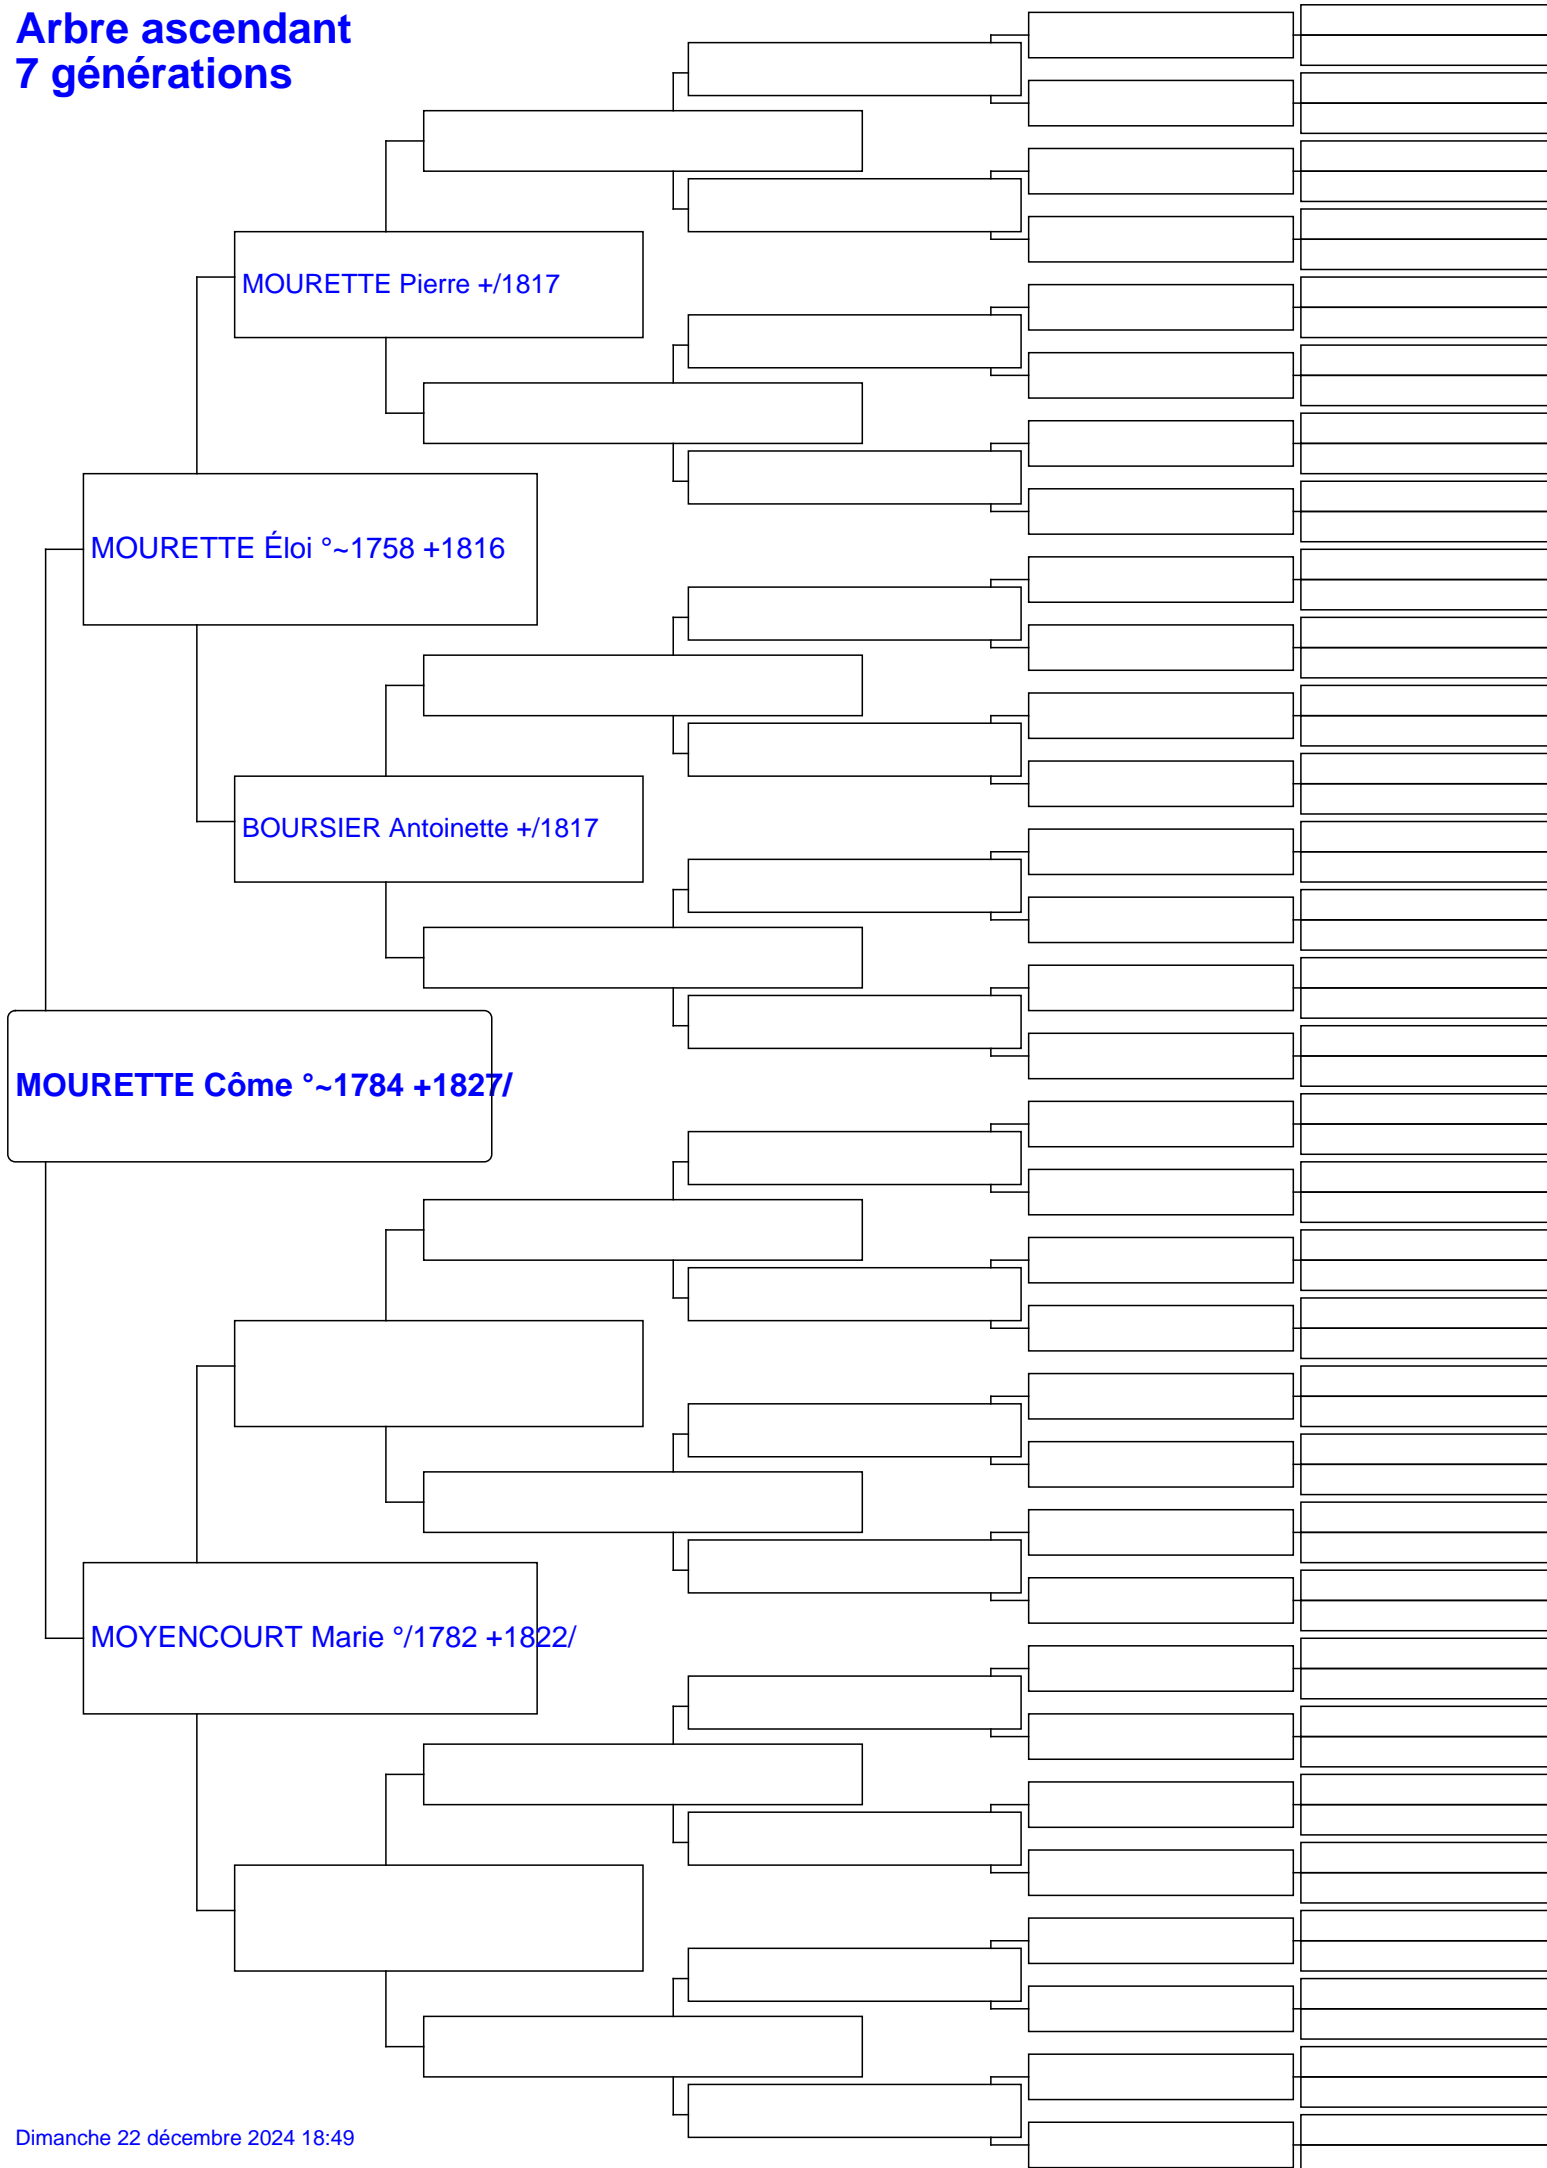 Arbre ascendant
7 générations
MOURETTE Pierre +/1817
MOURETTE Éloi °~1758 +1816
BOURSIER Antoinette +/1817
MOURETTE Côme °~1784 +1827/
MOYENCOURT Marie °/1782 +1822/
Dimanche 22 décembre 2024 18:49